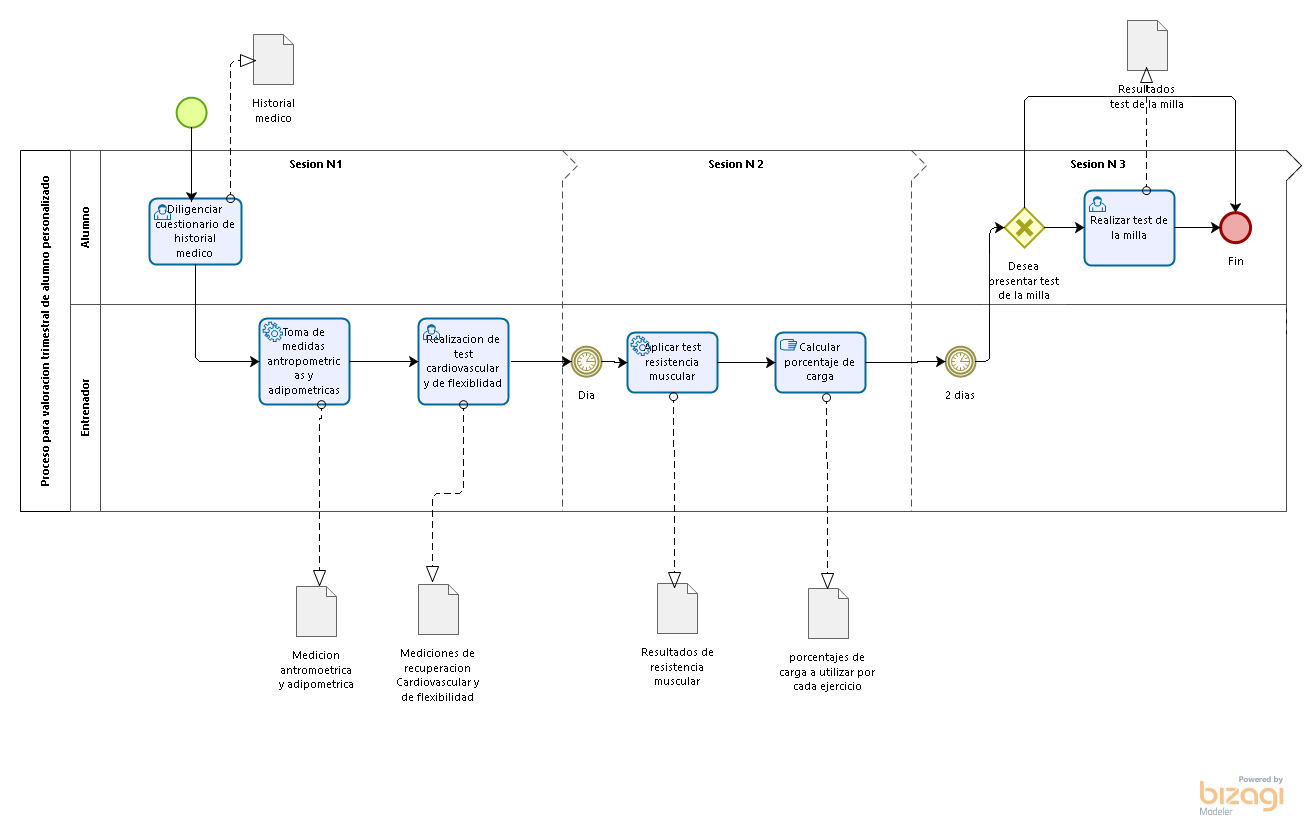 Historial
medico
Resultados
test de la milla
Proceso para valoracion trimestral de alumno personalizado
Alumno
Entrenador
Sesion N1
Sesion N 2
Sesion N 3
Diligenciar
cuestionario de
historial
medico
Desea
presentar test
de la milla
Realizar test de
la milla
Fin
Toma de
medidas
antropometric
as y
adipometricas
Realizacion de
test
cardiovascular
y de flexiblidad
Dia
Aplicar test
resistencia
muscular
Calcular
porcentaje de
carga
2 dias
Medicion
antromoetrica
y adipometrica
Mediciones de
recuperacion
Cardiovascular y
de flexibilidad
Resultados de
resistencia
muscular
porcentajes de
carga a utilizar por
cada ejercicio
Powered by
bizagi
Modeler